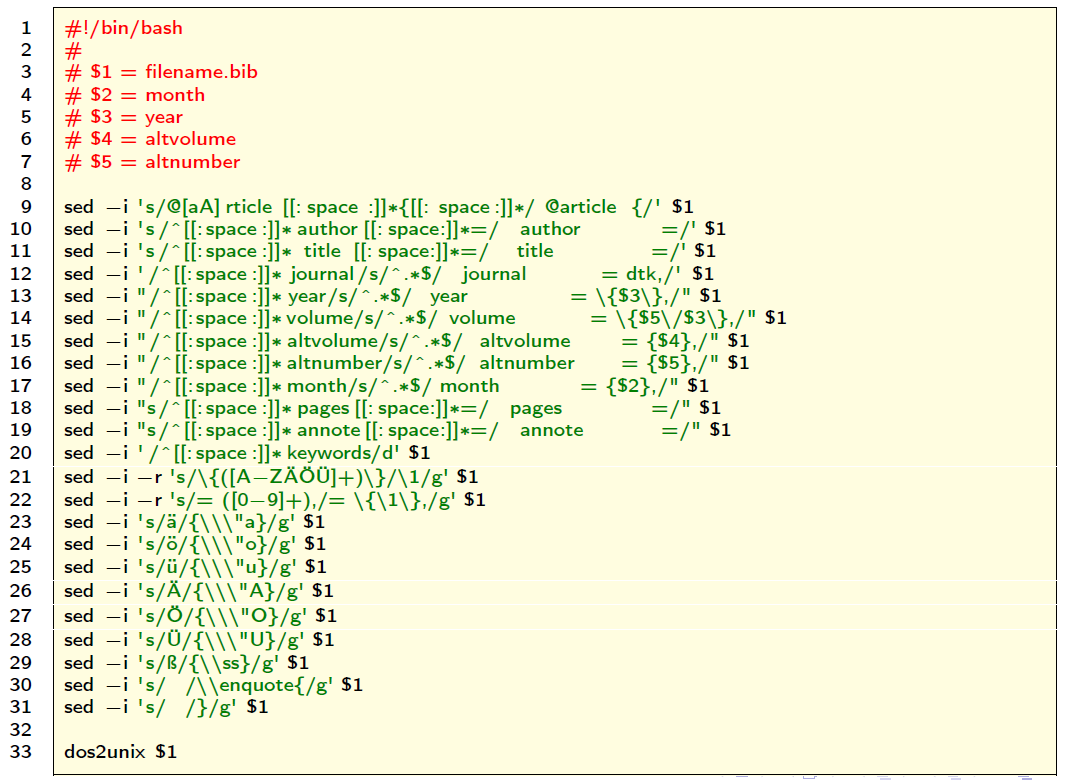 1 #!/bin/bash
2 #
3 # $1 = filename.bib
4 # $2 = month
5 # $3 = year
6 # $4 = altvolume
7 # $5 = altnumber
8
9 sed −i 's/@[aA] rticle [[: space :]]∗{[[: space :]]∗/ @article {/' $1
10 sed −i 's/^[[: space :]]∗ author [[: space:]]∗=/ author =/' $1
11 sed −i 's/^[[: space :]]∗ title [[: space:]]∗=/ title =/' $1
12 sed −i '/^[[: space :]]∗ journal /s/^.∗$/ journal = dtk,/' $1
13 sed −i "/^[[: space :]]∗ year/s/^.∗$/ year = \{$3\},/" $1
14 sed −i "/^[[: space :]]∗ volume/s/^.∗$/ volume = \{$5\/$3\},/" $1
15 sed −i "/^[[: space :]]∗ altvolume/s/^.∗$/ altvolume = {$4},/" $1
16 sed −i "/^[[: space :]]∗ altnumber/s/^.∗$/ altnumber = {$5},/" $1
17 sed −i "/^[[: space :]]∗ month/s/^.∗$/ month = {$2},/" $1
18 sed −i "s/^[[: space :]]∗ pages [[: space:]]∗=/ pages =/" $1
19 sed −i "s/^[[: space :]]∗ annote [[: space:]]∗=/ annote =/" $1
20 sed −i '/^[[: space :]]∗ keywords/d' $1
21 sed −i −r 's/\{([A−ZÄÖÜ]+)\}/\1/g' $1
22 sed −i −r 's/= ([0−9]+),/= \{\1\},/g' $1
23 sed −i 's/ä/{\\\"a}/g' $1
24 sed −i 's/ö/{\\\"o}/g' $1
25 sed −i 's/ü/{\\\"u}/g' $1
26 sed −i 's/Ä/{\\\"A}/g' $1
27 sed −i 's/Ö/{\\\"O}/g' $1
28 sed −i 's/Ü/{\\\"U}/g' $1
29 sed −i 's/ß/{\\ss}/g' $1
30 sed −i 's/ /\\enquote{/g' $1
31 sed −i 's/ /}/g' $1
32
33 dos2unix $1